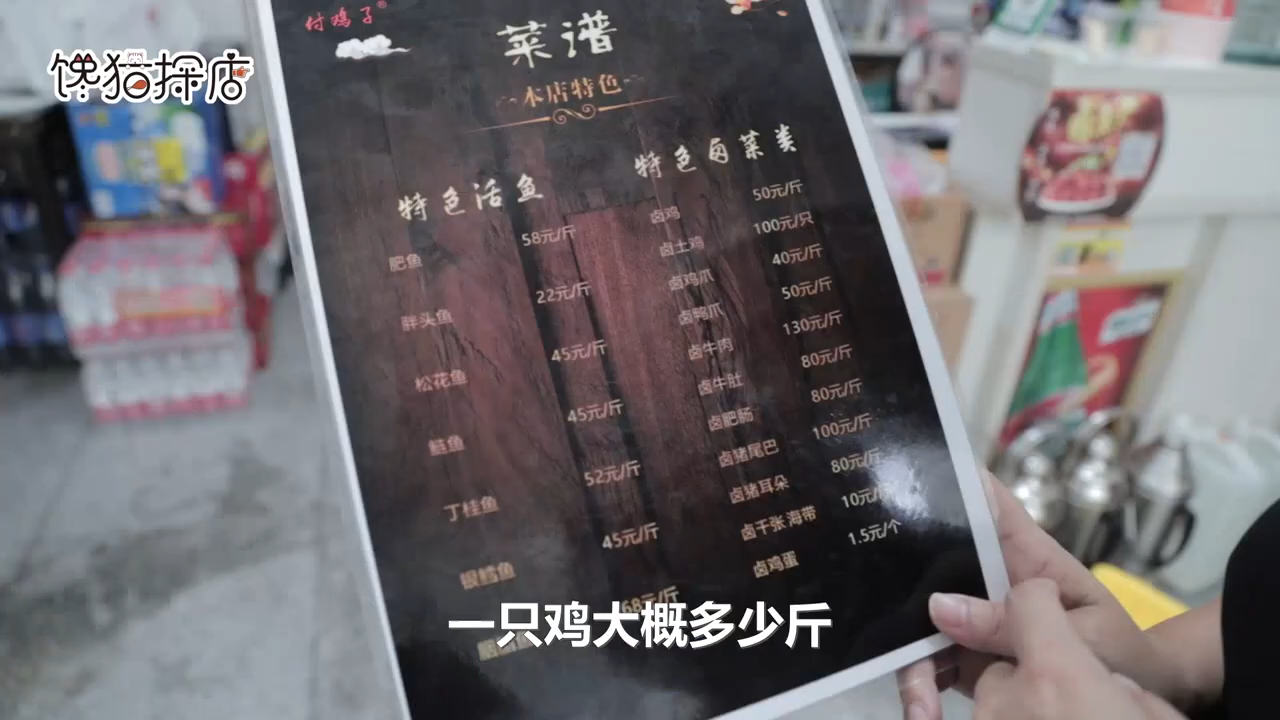 付鸡子®
馋猫探店
菜谱
本店特色
特色活鱼
肥鱼 58元/斤
胖头鱼 22元/斤
松花鱼 45元/斤
鲢鱼 45元/斤
丁桂鱼 52元/斤
银鳕鱼 45元/斤
68元/斤
特色卤菜类
卤鸡 50元/斤
卤土鸡 100元/只
卤鸡爪 40元/斤
卤鸭爪 50元/斤
卤牛肉 130元/斤
卤牛肚 80元/斤
卤肥肠 80元/斤
卤猪尾巴 100元/斤
卤猪耳朵 80元/斤
卤干张海带 10元/斤
卤鸡蛋 1.5元/个
一只鸡大概多少斤